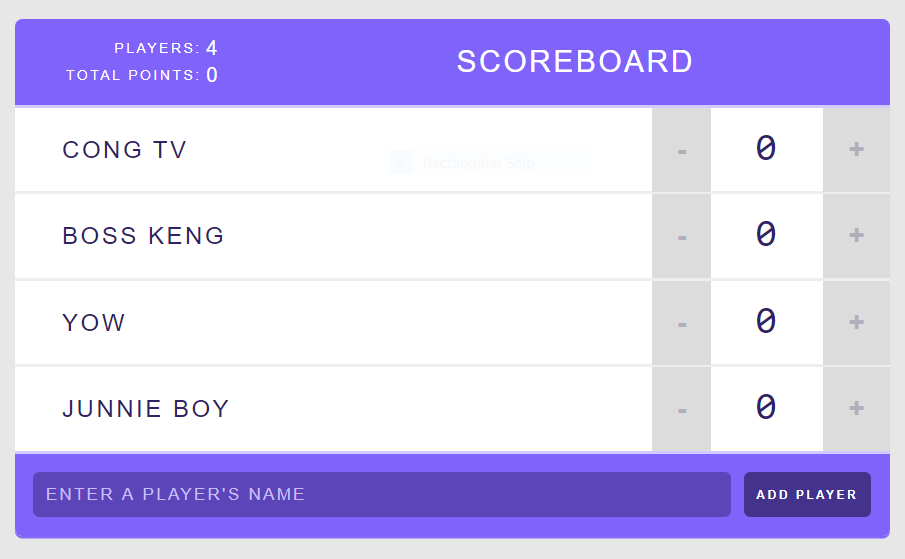 PLAYERS: 4
TOTAL POINTS: 0
SCOREBOARD
CONG TV - 0 +
Rectangular Snip
BOSS KENG - 0 +
YOW - 0 +
JUNNIE BOY - 0 +
ENTER A PLAYER'S NAME
ADD PLAYER